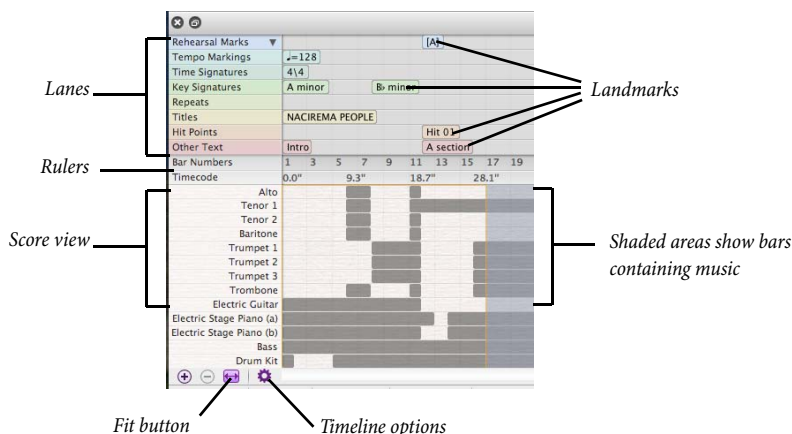 Rehearsal Marks ▼ [A]
Tempo Markings ♩=128
Time Signatures 4\4
Key Signatures A minor B♭ minor
Repeats
Titles NACIREMA PEOPLE
Hit Points Hit 01
Other Text Intro A section
Bar Numbers 1 3 5 7 9 11 13 15 17 19
Timecode 0.0" 9.3" 18.7" 28.1"
Alto
Tenor 1
Tenor 2
Baritone
Trumpet 1
Trumpet 2
Trumpet 3
Trombone
Electric Guitar
Electric Stage Piano (a)
Electric Stage Piano (b)
Bass
Drum Kit
Lanes
Rulers
Score view
Landmarks
Shaded areas show bars
containing music
Fit button
Timeline options